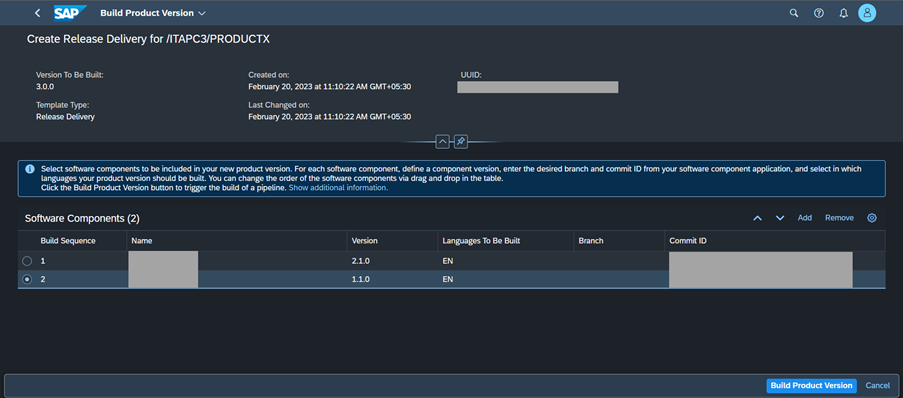 SAP Build Product Version
Create Release Delivery for /ITAPC3/PRODUCTX
Version To Be Built: Created on: UUID:
3.0.0 February 20, 2023 at 11:10:22 AM GMT+05:30
Template Type: Last Changed on:
Release Delivery February 20, 2023 at 11:10:22 AM GMT+05:30
Select software components to be included in your new product version. For each software component, define a component version, enter the desired branch and commit ID from your software component application, and select in which
languages your product version should be built. You can change the order of the software components via drag and drop in the table.
Click the Build Product Version button to trigger the build of a pipeline. Show additional information.
Software Components (2) Add Remove
Build Sequence Name Version Languages To Be Built Branch Commit ID
1 2.1.0 EN
2 1.1.0 EN
Build Product Version Cancel